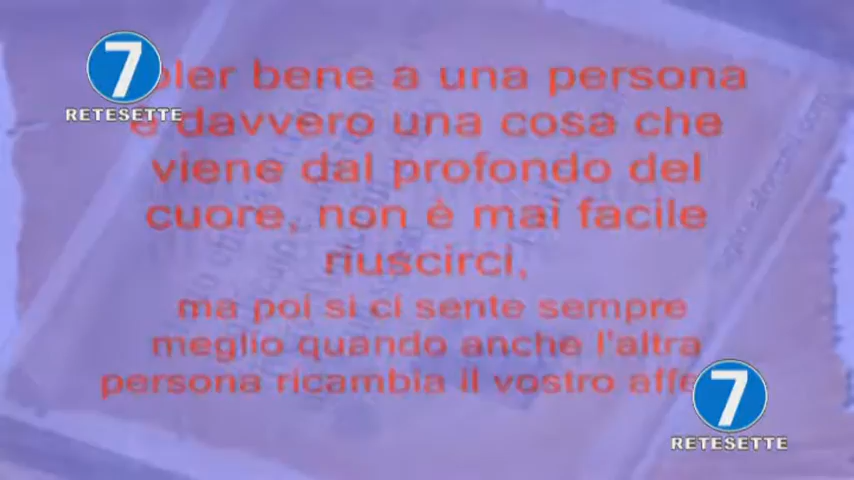 7
RETESETTE
bene a una persona
davvero una cosa che
viene dal profondo del
cuore, non è mai facile
riuscirci,
ma poi si ci sente sempre
meglio quando anche l'altra
persona ricambia il vostro
7
RETESETTE